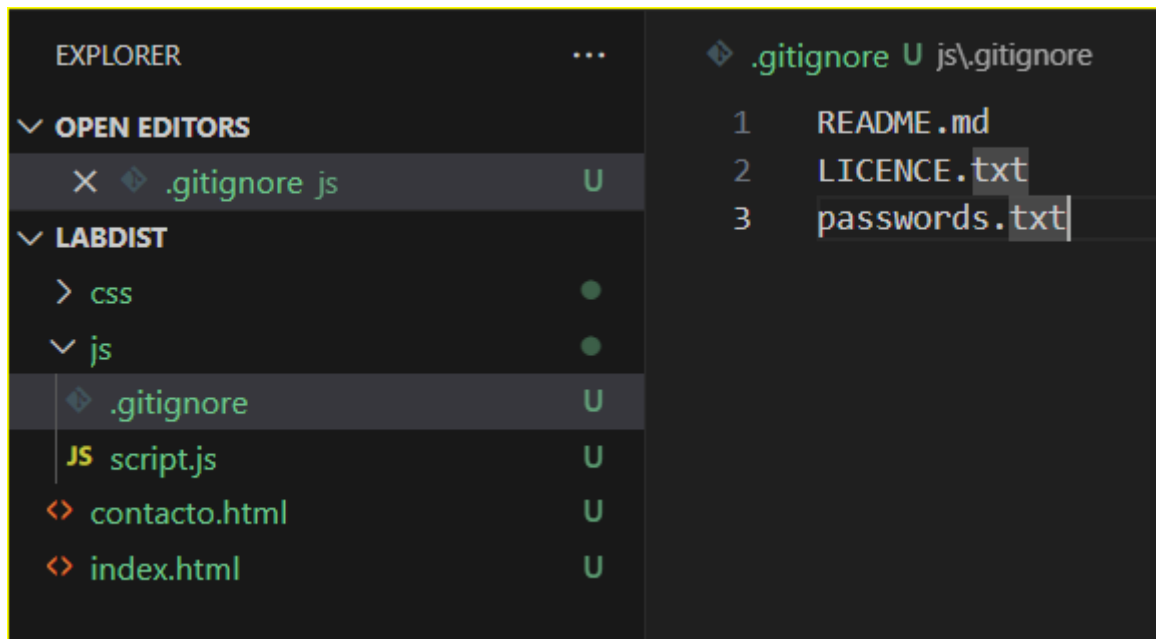 EXPLORER ...
OPEN EDITORS
.gitignore js U
LABDIST
css
js
.gitignore U
JS script.js U
<> contacto.html U
<> index.html U
.gitignore U js\.gitignore
1 README.md
2 LICENCE.txt
3 passwords.txt